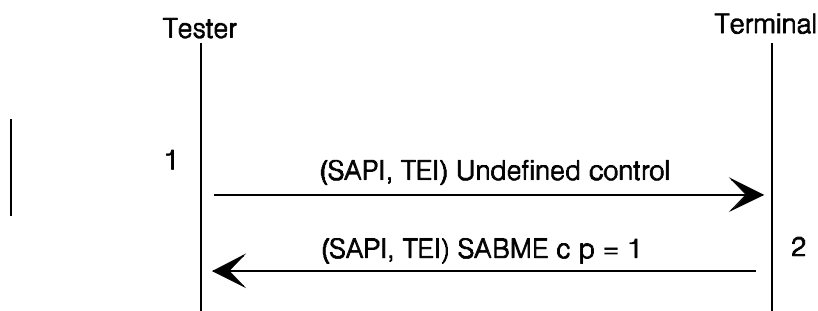 Tester
Terminal
1
(SAPI, TEI) Undefined control
(SAPI, TEI) SABME c p = 1
2